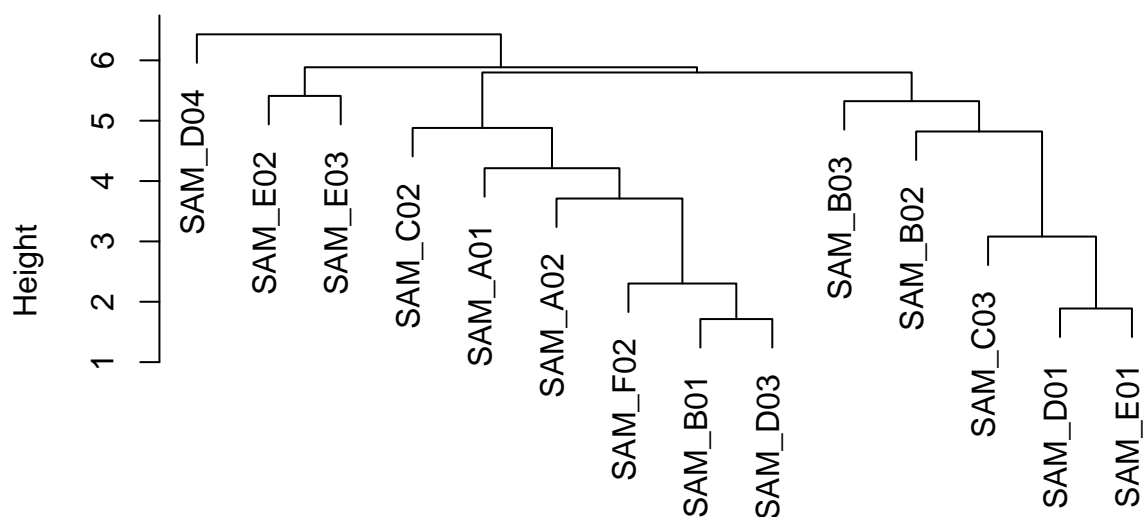 Height
6
5
4
3
2
1
SAM_D04
SAM_E02
SAM_E03
SAM_C02
SAM_A01
SAM_A02
SAM_F02
SAM_B01
SAM_D03
SAM_B03
SAM_B02
SAM_C03
SAM_D01
SAM_E01